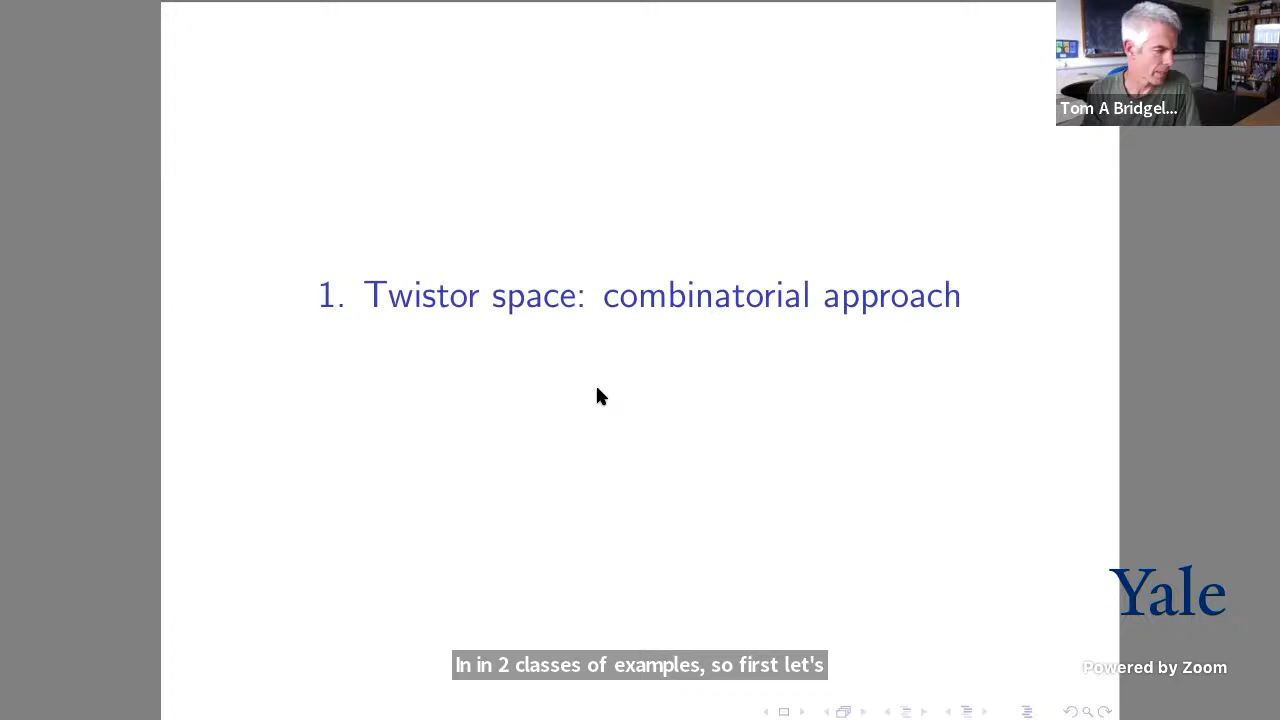 Tom A Bridgel...
1. Twistor space: combinatorial approach
Yale
In in 2 classes of examples, so first let's
Powered by Zoom